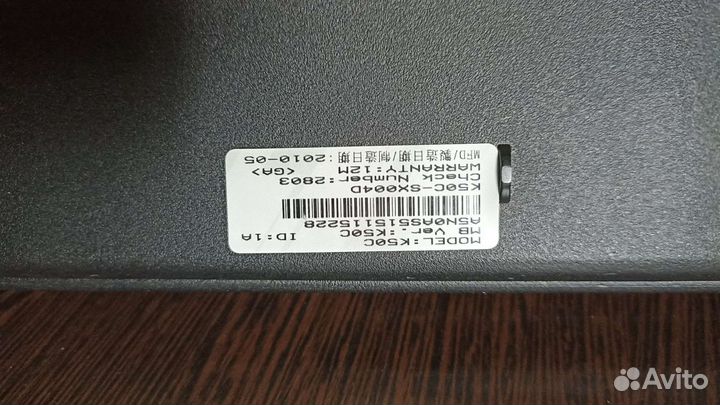 MODEL:K50C
MB Ver.:K50C ID:1A
A5N0AS515115228
K50C-SX004D
Check Number:2803
WARRANTY:12M <GA>
MFD/製造日期/制造日期:2010-05
Avito